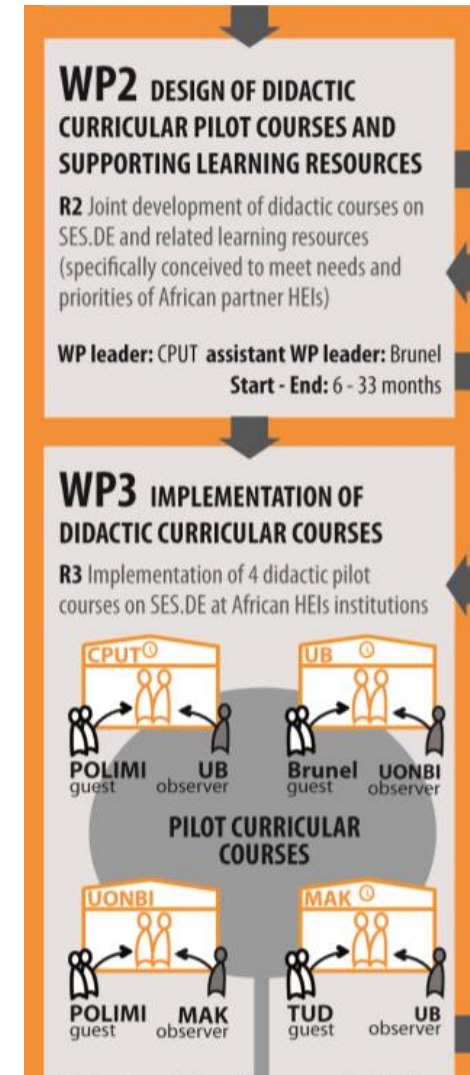 WP2 DESIGN OF DIDACTIC
CURRICULAR PILOT COURSES AND
SUPPORTING LEARNING RESOURCES
R2 Joint development of didactic courses on
SES.DE and related learning resources
(specifically conceived to meet needs and
priorities of African partner HEIs)
WP leader: CPUT assistant WP leader: Brunel
Start - End: 6 - 33 months
WP3 IMPLEMENTATION OF
DIDACTIC CURRICULAR COURSES
R3 Implementation of 4 didactic pilot
courses on SES.DE at African HEIs institutions
CPUT UB
POLIMI UB Brunel UONBI
guest observer guest observer
PILOT CURRICULAR
COURSES
UONBI MAK
POLIMI MAK TUD UB
guest observer guest observer